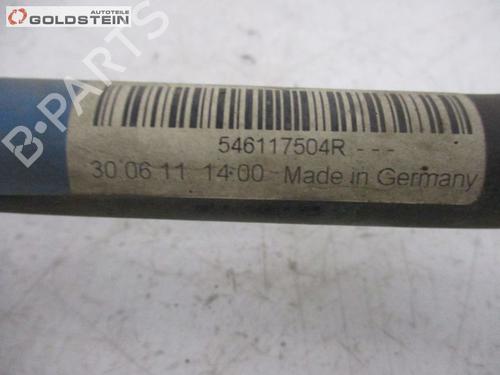 AUTOTEILE
GOLDSTEIN
B-PARTS
546117504R ---
30.06.11 14:00 Made in Germany